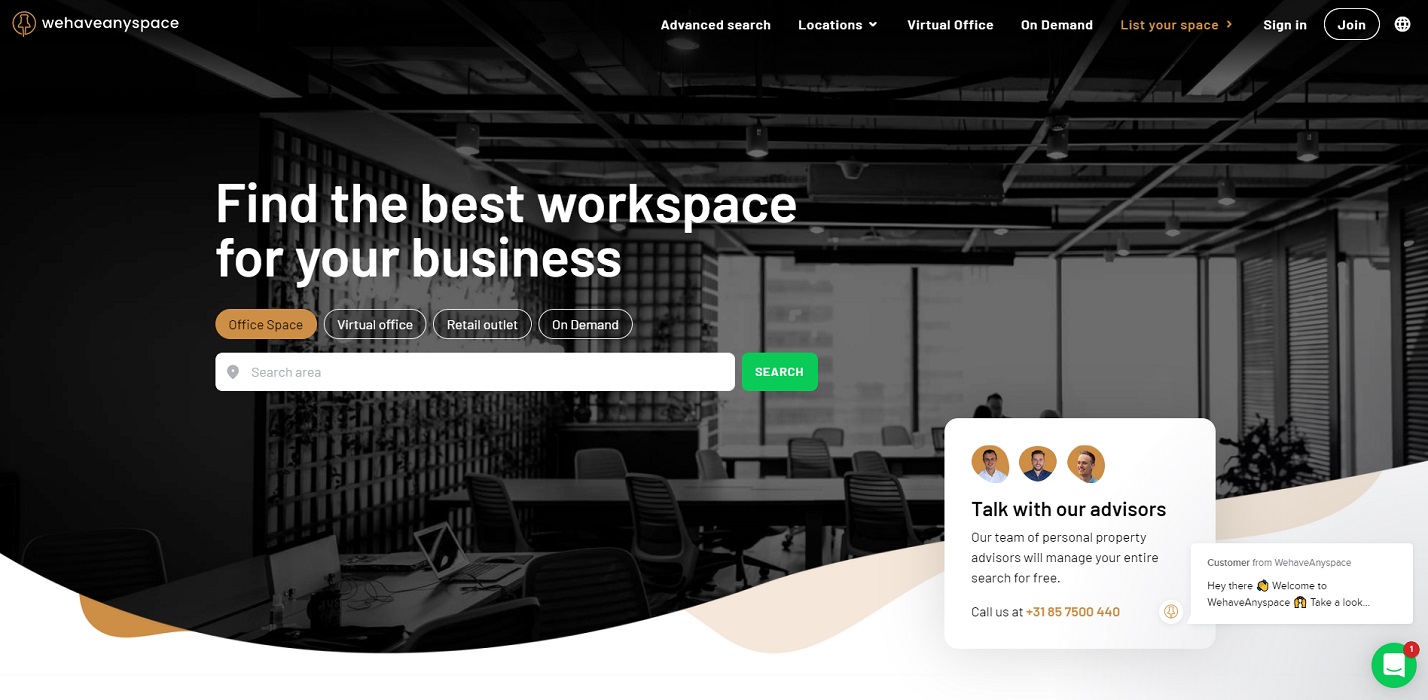 wehaveanyspace
Advanced search
Locations
Virtual Office
On Demand
List your space
Sign in
Join
Find the best workspace
for your business
Office Space
Virtual office
Retail outlet
On Demand
Search area
SEARCH
Talk with our advisors
Our team of personal property
advisors will manage your entire
search for free.
Call us at +31 85 7500 440
Customer from WehaveAnyspace
Hey there 👋 Welcome to
WehaveAnyspace 🙌 Take a look...
1